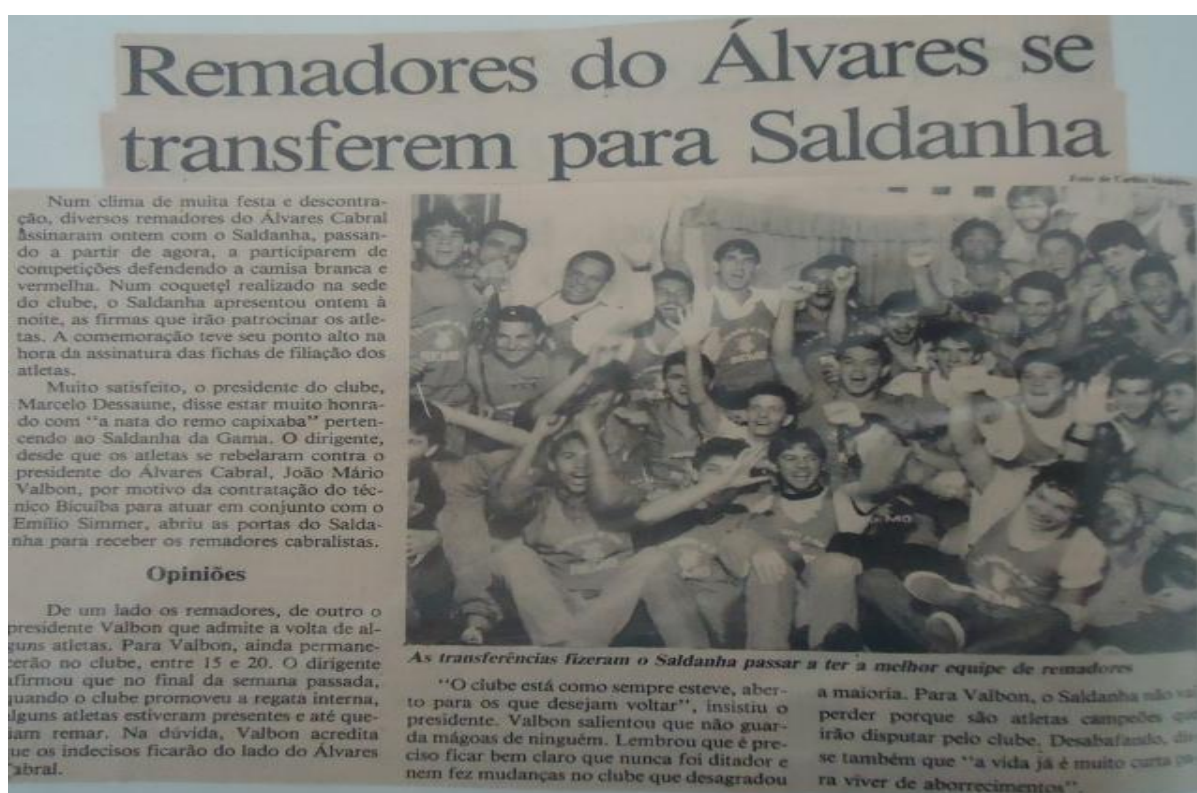 Remadores do Álvares se
transferem para Saldanha
Foto de Carlos
Num clima de muita festa e descontra-
ção, diversos remadores do Álvares Cabral
assinaram ontem com o Saldanha, passan-
do a partir de agora, a participarem de
competições defendendo a camisa branca e
vermelha. Num coquetel realizado na sede
do clube, o Saldanha apresentou ontem à
noite, as firmas que irão patrocinar os atle-
tas. A comemoração teve seu ponto alto na
hora da assinatura das fichas de filiação dos
atletas.
Muito satisfeito, o presidente do clube,
Marcelo Dessaune, disse estar muito honra-
do com "a nata do remo capixaba" perten-
cendo ao Saldanha da Gama. O dirigente,
desde que os atletas se rebelaram contra o
presidente do Álvares Cabral, João Mário
Valbon, por motivo da contratação do téc-
nico Bicuíba para atuar em conjunto com o
Emílio Simmer, abriu as portas do Salda-
nha para receber os remadores cabralistas.
Opiniões
De um lado os remadores, de outro o
presidente Valbon que admite a volta de al-
guns atletas. Para Valbon, ainda permane-
cerão no clube, entre 15 e 20. O dirigente
afirmou que no final da semana passada,
quando o clube promoveu a regata interna,
alguns atletas estiveram presentes e até que-
iam remar. Na dúvida, Valbon acredita
ue os indecisos ficarão do lado do Álvares
Cabral.
As transferências fizeram o Saldanha passar a ter a melhor equipe de remadores
"O clube está como sempre esteve, aber-
to para os que desejam voltar", insistiu o
presidente. Valbon salientou que não guar-
da mágoas de ninguém. Lembrou que é pre-
ciso ficar bem claro que nunca foi ditador e
nem fez mudanças no clube que desagradou
a maioria. Para Valbon, o Saldanha não vai
perder porque são atletas campeões que
irão disputar pelo clube. Desabafando, dis-
se também que "a vida já é muito curta pa-
ra viver de aborrecimentos".